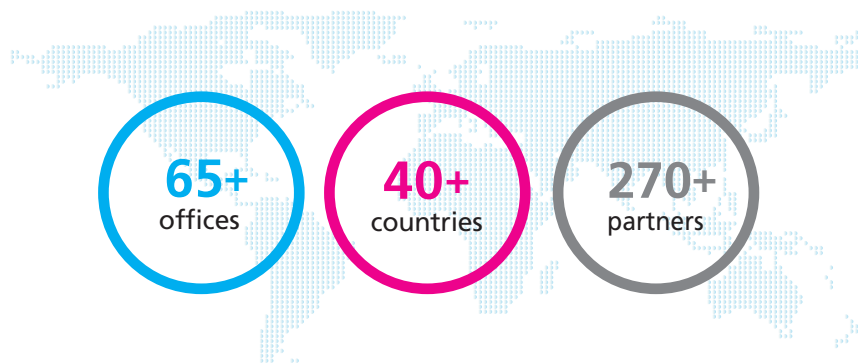 65+
offices
40+
countries
270+
partners